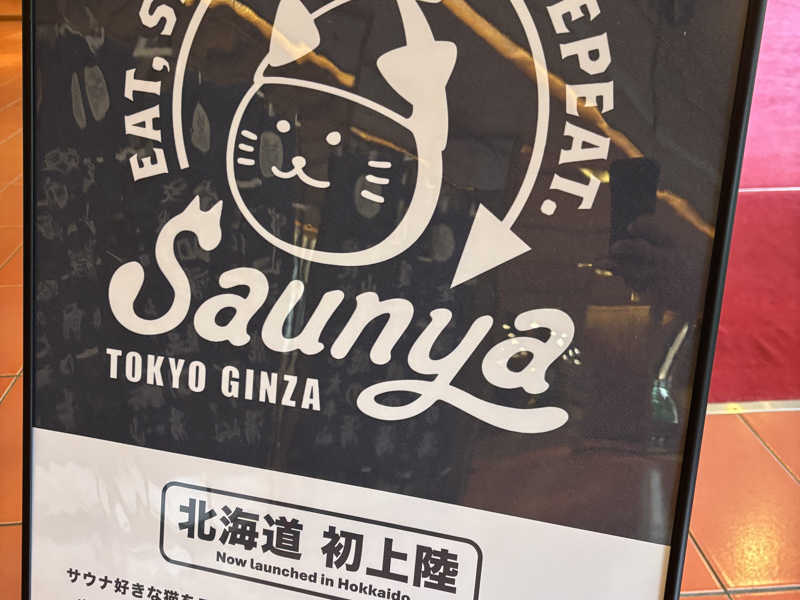 EAT, S
EPEAT.
Saunya
TOKYO GINZA
北海道 初上陸
Now launched in Hokkaido
サウナ好きな猫を